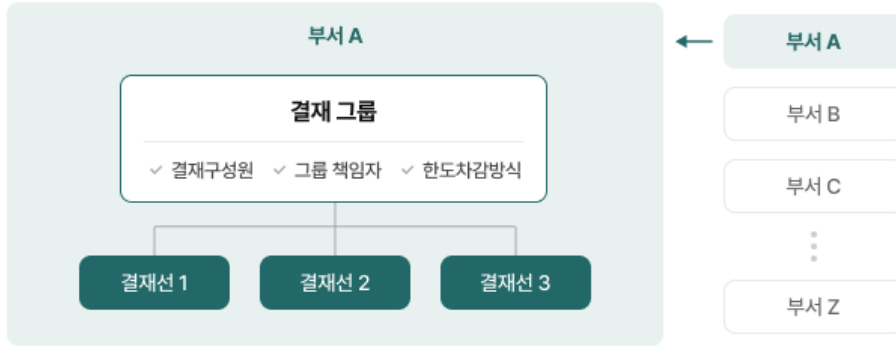 부서 A
결재 그룹
결재구성원 그룹 책임자 한도차감방식
결재선 1 결재선 2 결재선 3
부서 A
부서 B
부서 C
부서 Z